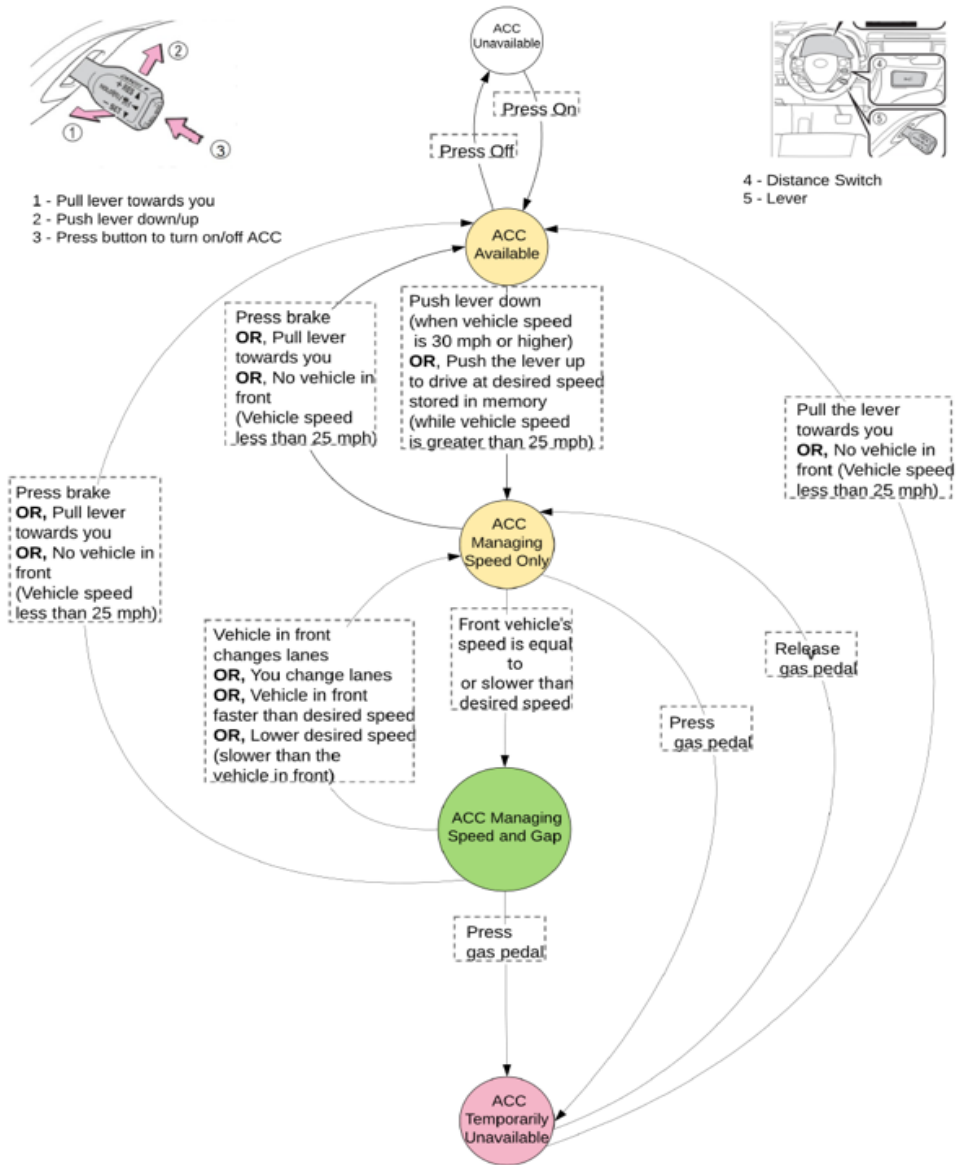 1
2
3
1 - Pull lever towards you
2 - Push lever down/up
3 - Press button to turn on/off ACC
ACC
Unavailable
Press On
Press Off
4
5
4 - Distance Switch
5 - Lever
ACC
Available
Press brake
OR, Pull lever
towards you
OR, No vehicle in
front
(Vehicle speed
less than 25 mph)
Push lever down
(when vehicle speed
is 30 mph or higher)
OR, Push the lever up
to drive at desired speed
stored in memory
(while vehicle speed
is greater than 25 mph)
Pull the lever
towards you
OR, No vehicle in
front (Vehicle speed
less than 25 mph)
Press brake
OR, Pull lever
towards you
OR, No vehicle in
front
(Vehicle speed
less than 25 mph)
ACC
Managing
Speed Only
Vehicle in front
changes lanes
OR, You change lanes
OR, Vehicle in front
faster than desired speed
OR, Lower desired speed
(slower than the
vehicle in front)
Front vehicle's
speed is equal
to
or slower than
desired speed
Release
gas pedal
Press
gas pedal
ACC Managing
Speed and Gap
Press
gas pedal
ACC
Temporarily
Unavailable